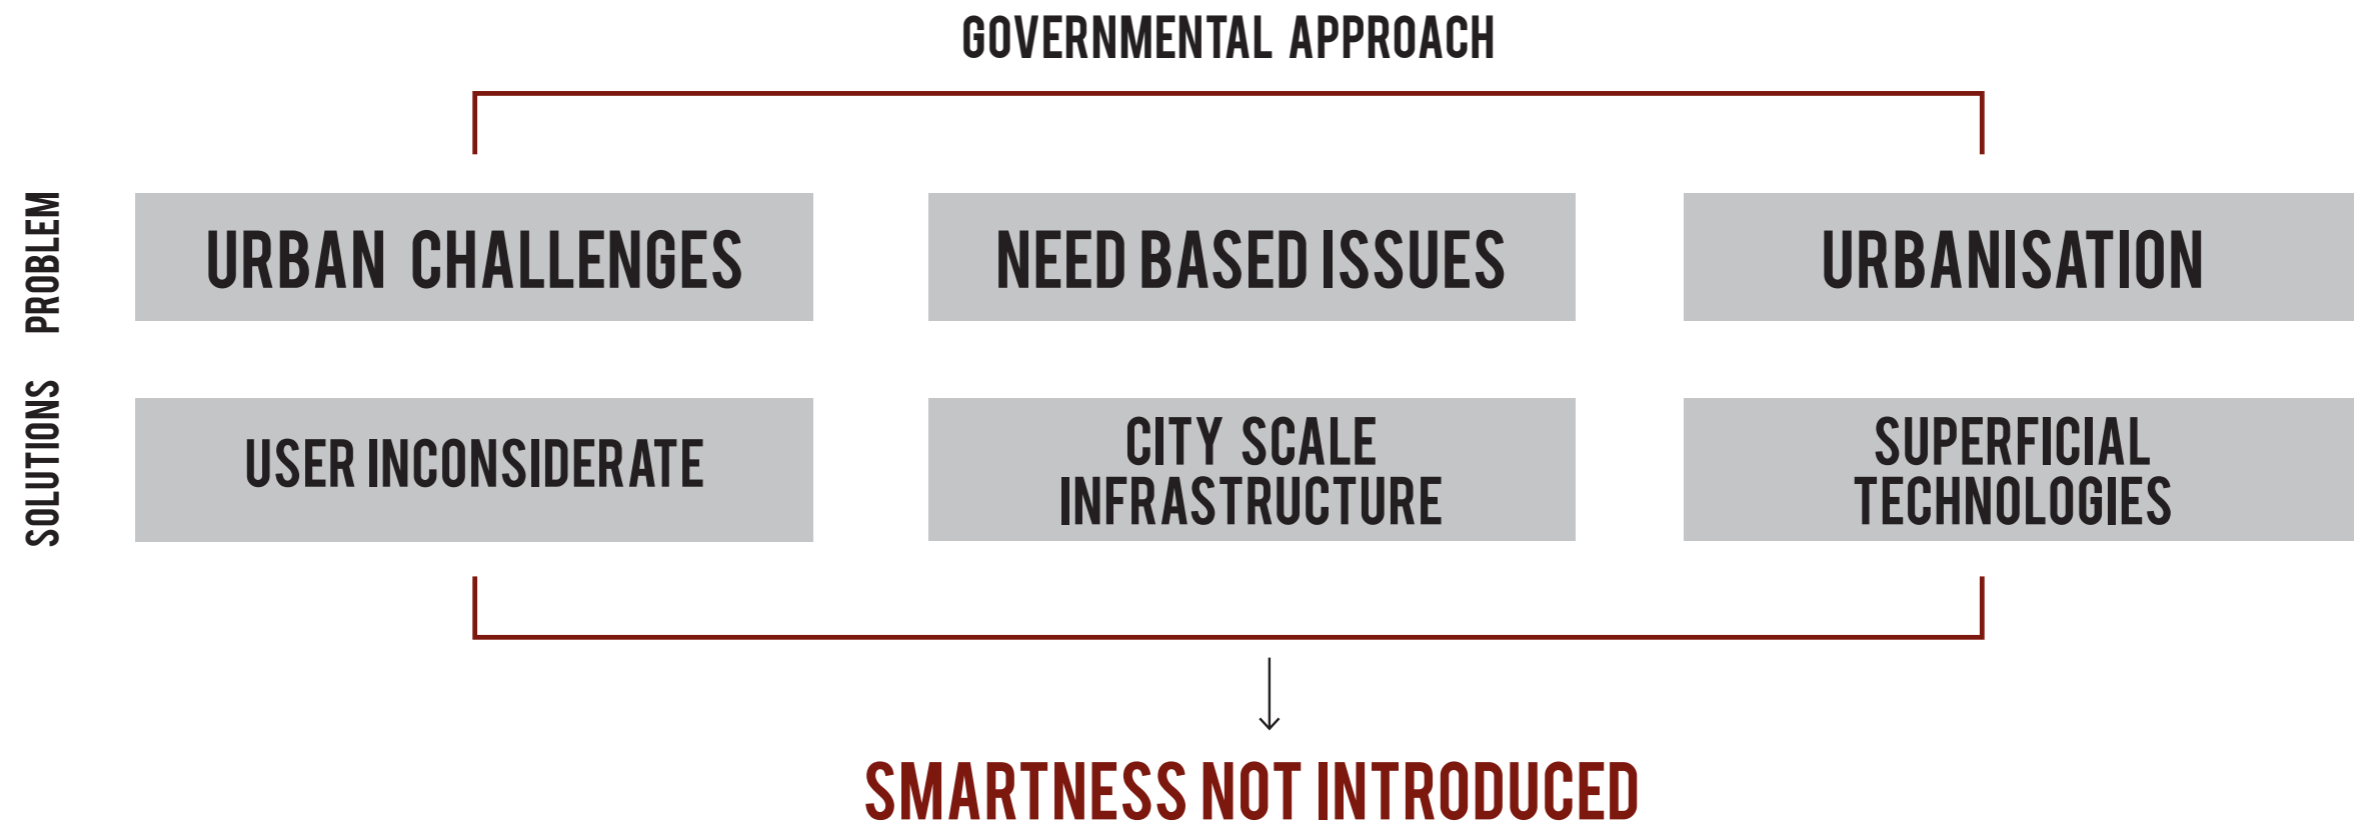 GOVERNMENTAL APPROACH
PROBLEM
URBAN CHALLENGES
NEED BASED ISSUES
URBANISATION
SOLUTIONS
USER INCONSIDERATE
CITY SCALE
INFRASTRUCTURE
SUPERFICIAL
TECHNOLOGIES
SMARTNESS NOT INTRODUCED